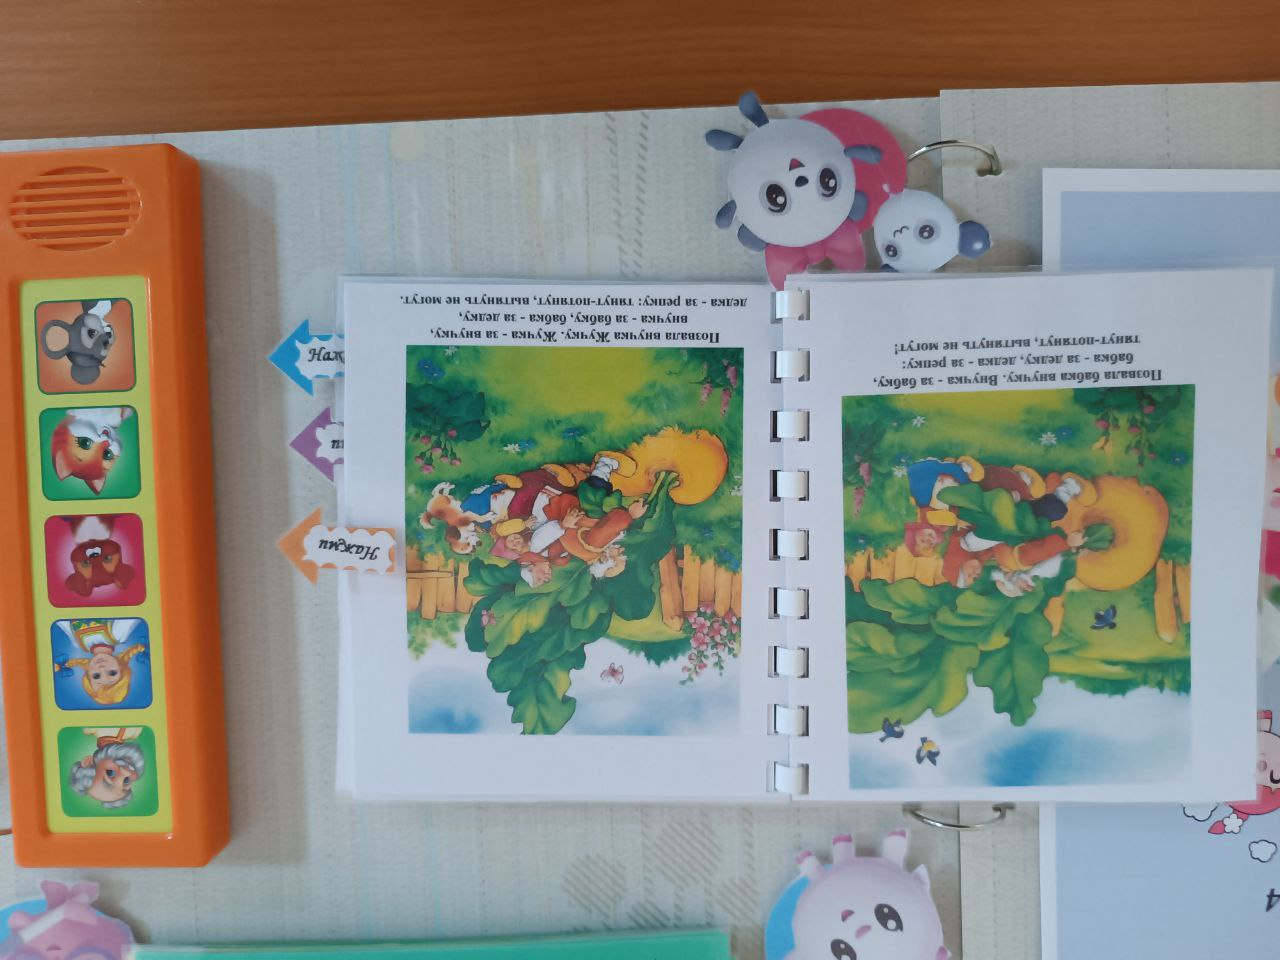 Позвала бабка внучку. Внучка - за бабку,
бабка - за дедку, дедка - за репку:
тянут-потянут, вытянуть не могут!
Позвала внучка Жучку. Жучка - за внучку,
внучка - за бабку, бабка - за дедку,
дедка - за репку: тянут-потянут, вытянуть не могут.
Нажми
Наж
4